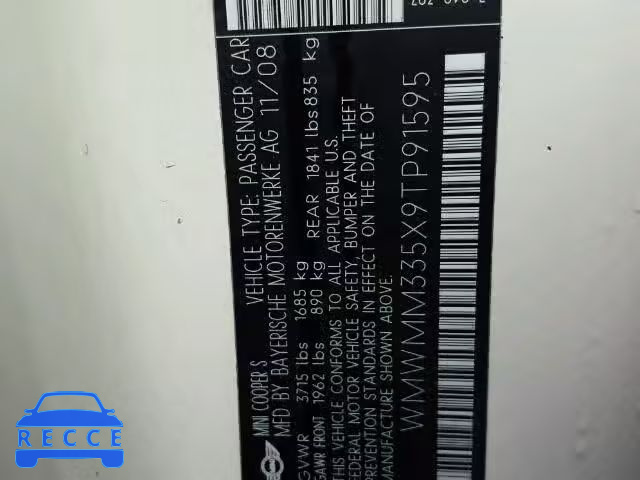 MINI COOPER S VEHICLE TYPE: PASSENGER CAR
MFD BY BAYERISCHE MOTORENWERKE AG 11/08
GVWR 3715 lbs 1685 kg
GAWR FRONT 1962 lbs 890 kg REAR 1841 lbs 835 kg
THIS VEHICLE CONFORMS TO ALL APPLICABLE U.S.
FEDERAL MOTOR VEHICLE SAFETY, BUMPER AND THEFT
PREVENTION STANDARDS IN EFFECT ON THE DATE OF
MANUFACTURE ABOVE.
WMWMM335X9TP91595
RECCE